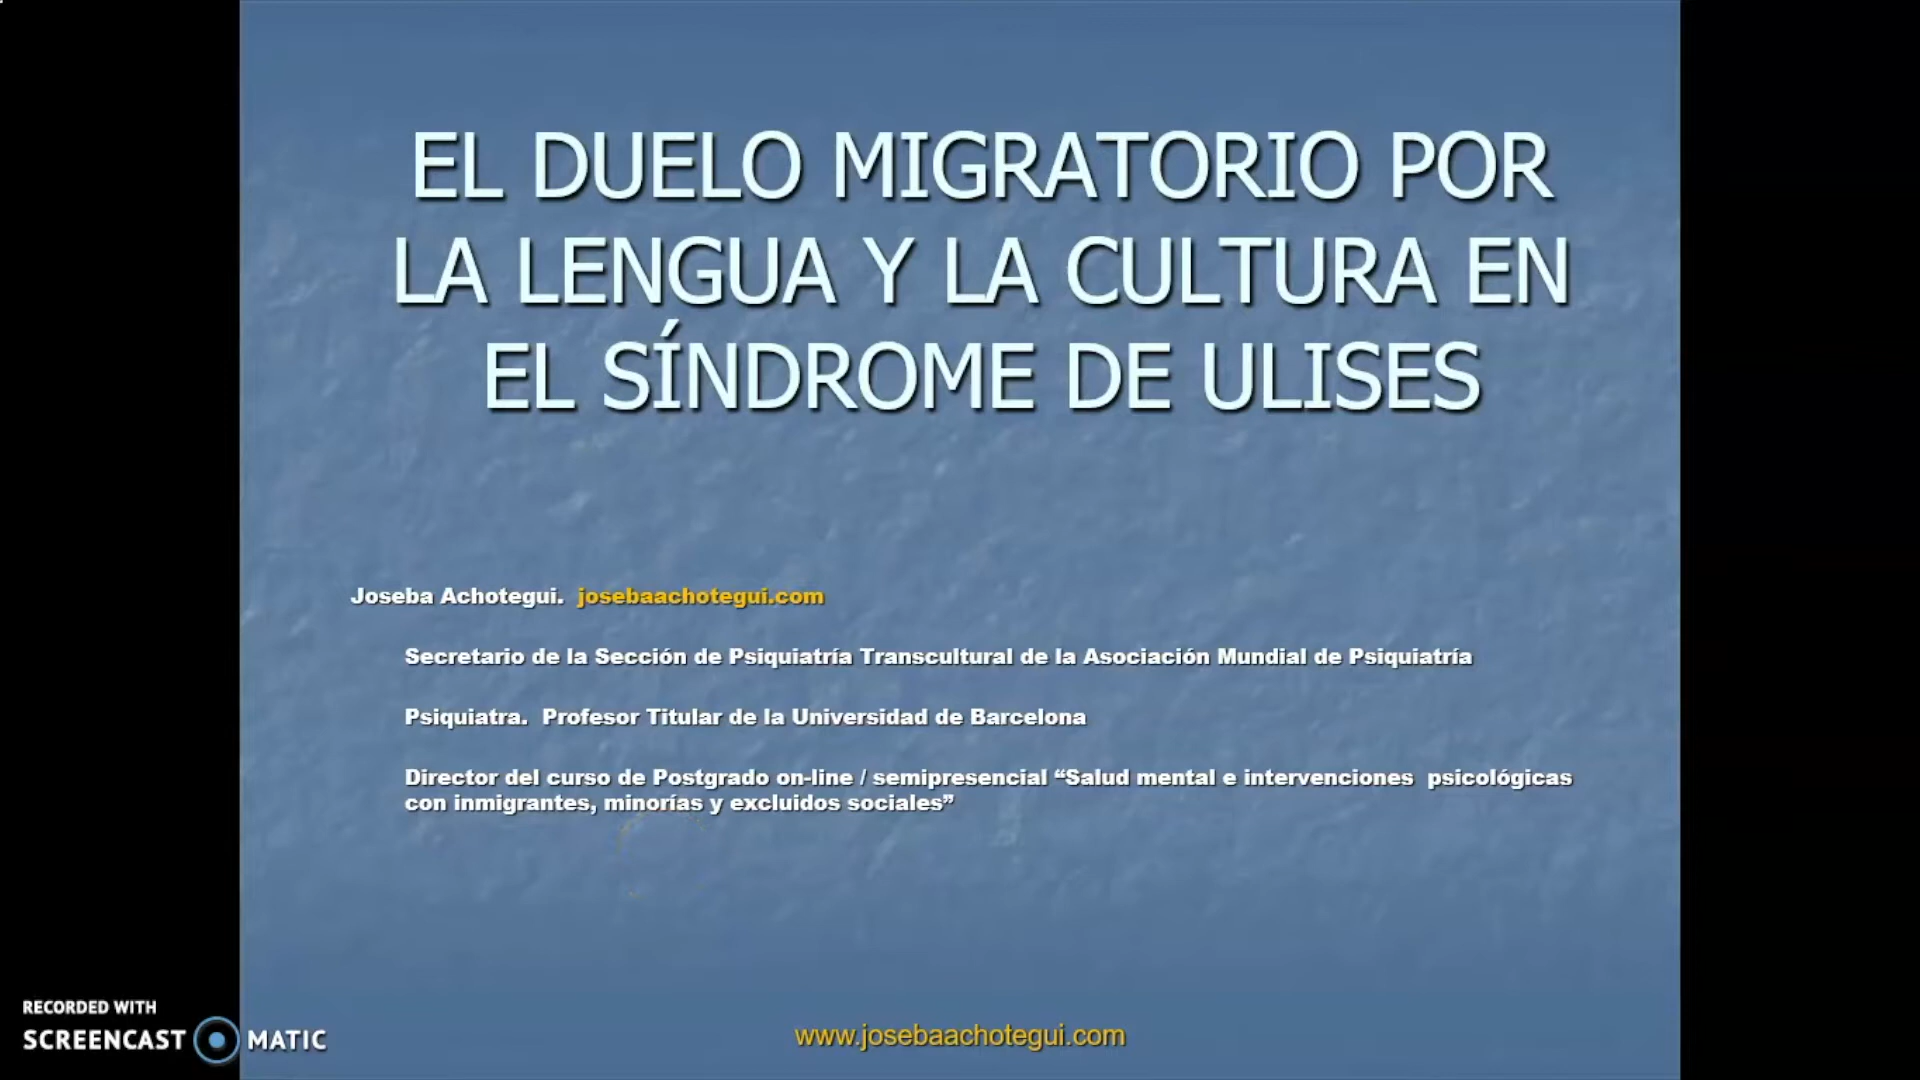 EL DUELO MIGRATORIO POR
LA LENGUA Y LA CULTURA EN
EL SÍNDROME DE ULISES
Joseba Achotegui. josebaachotegui.com
Secretario de la Sección de Psiquiatría Transcultural de la Asociación Mundial de Psiquiatría
Psiquiatra. Profesor Titular de la Universidad de Barcelona
Director del curso de Postgrado on-line / semipresencial “Salud mental e intervenciones psicológicas
con inmigrantes, minorías y excluidos sociales”
RECORDED WITH
SCREENCAST MATIC
www.josebaachotegui.com